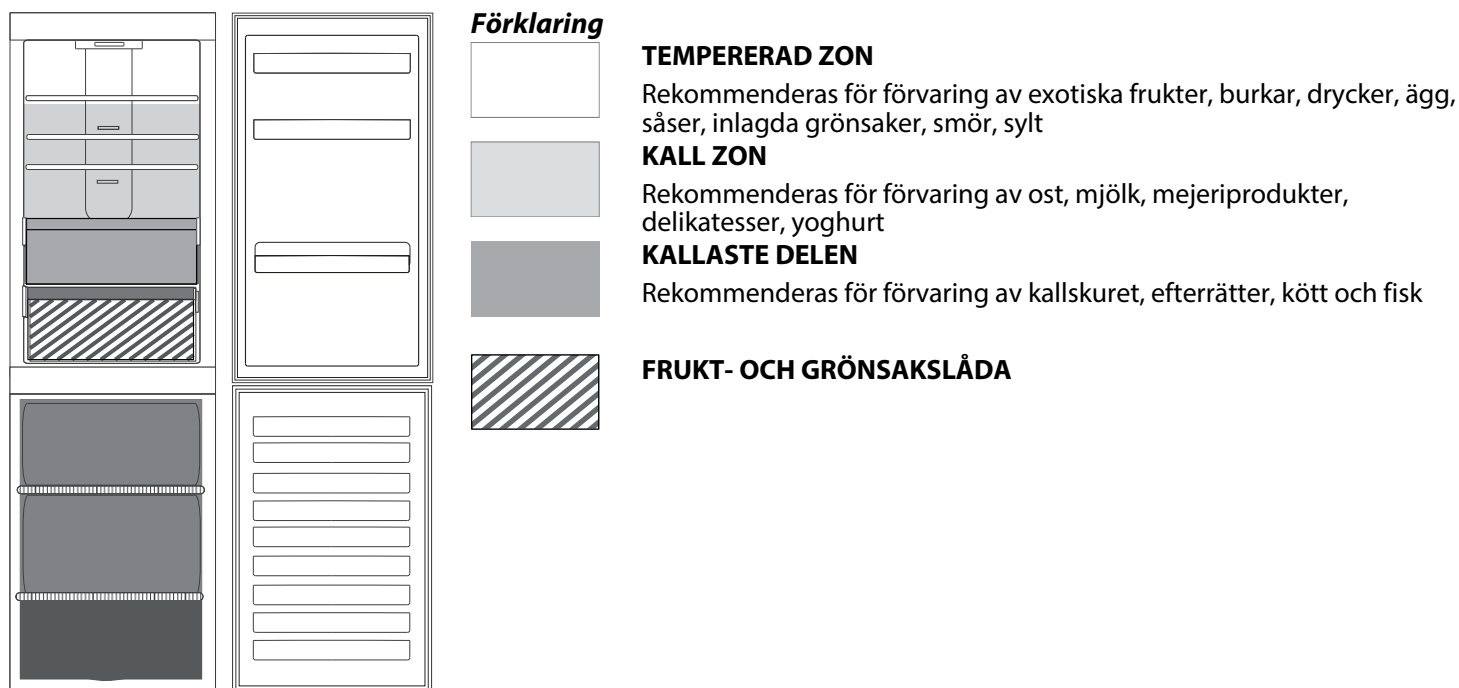 Förklaring
TEMPERERAD ZON
Rekommenderas för förvaring av exotiska frukter, burkar, drycker, ägg,
såser, inlagda grönsaker, smör, sylt
KALL ZON
Rekommenderas för förvaring av ost, mjölk, mejeriprodukter,
delikatesser, yoghurt
KALLASTE DELEN
Rekommenderas för förvaring av kallskuret, efterrätter, kött och fisk
FRUKT- OCH GRÖNSAKSLÅDA